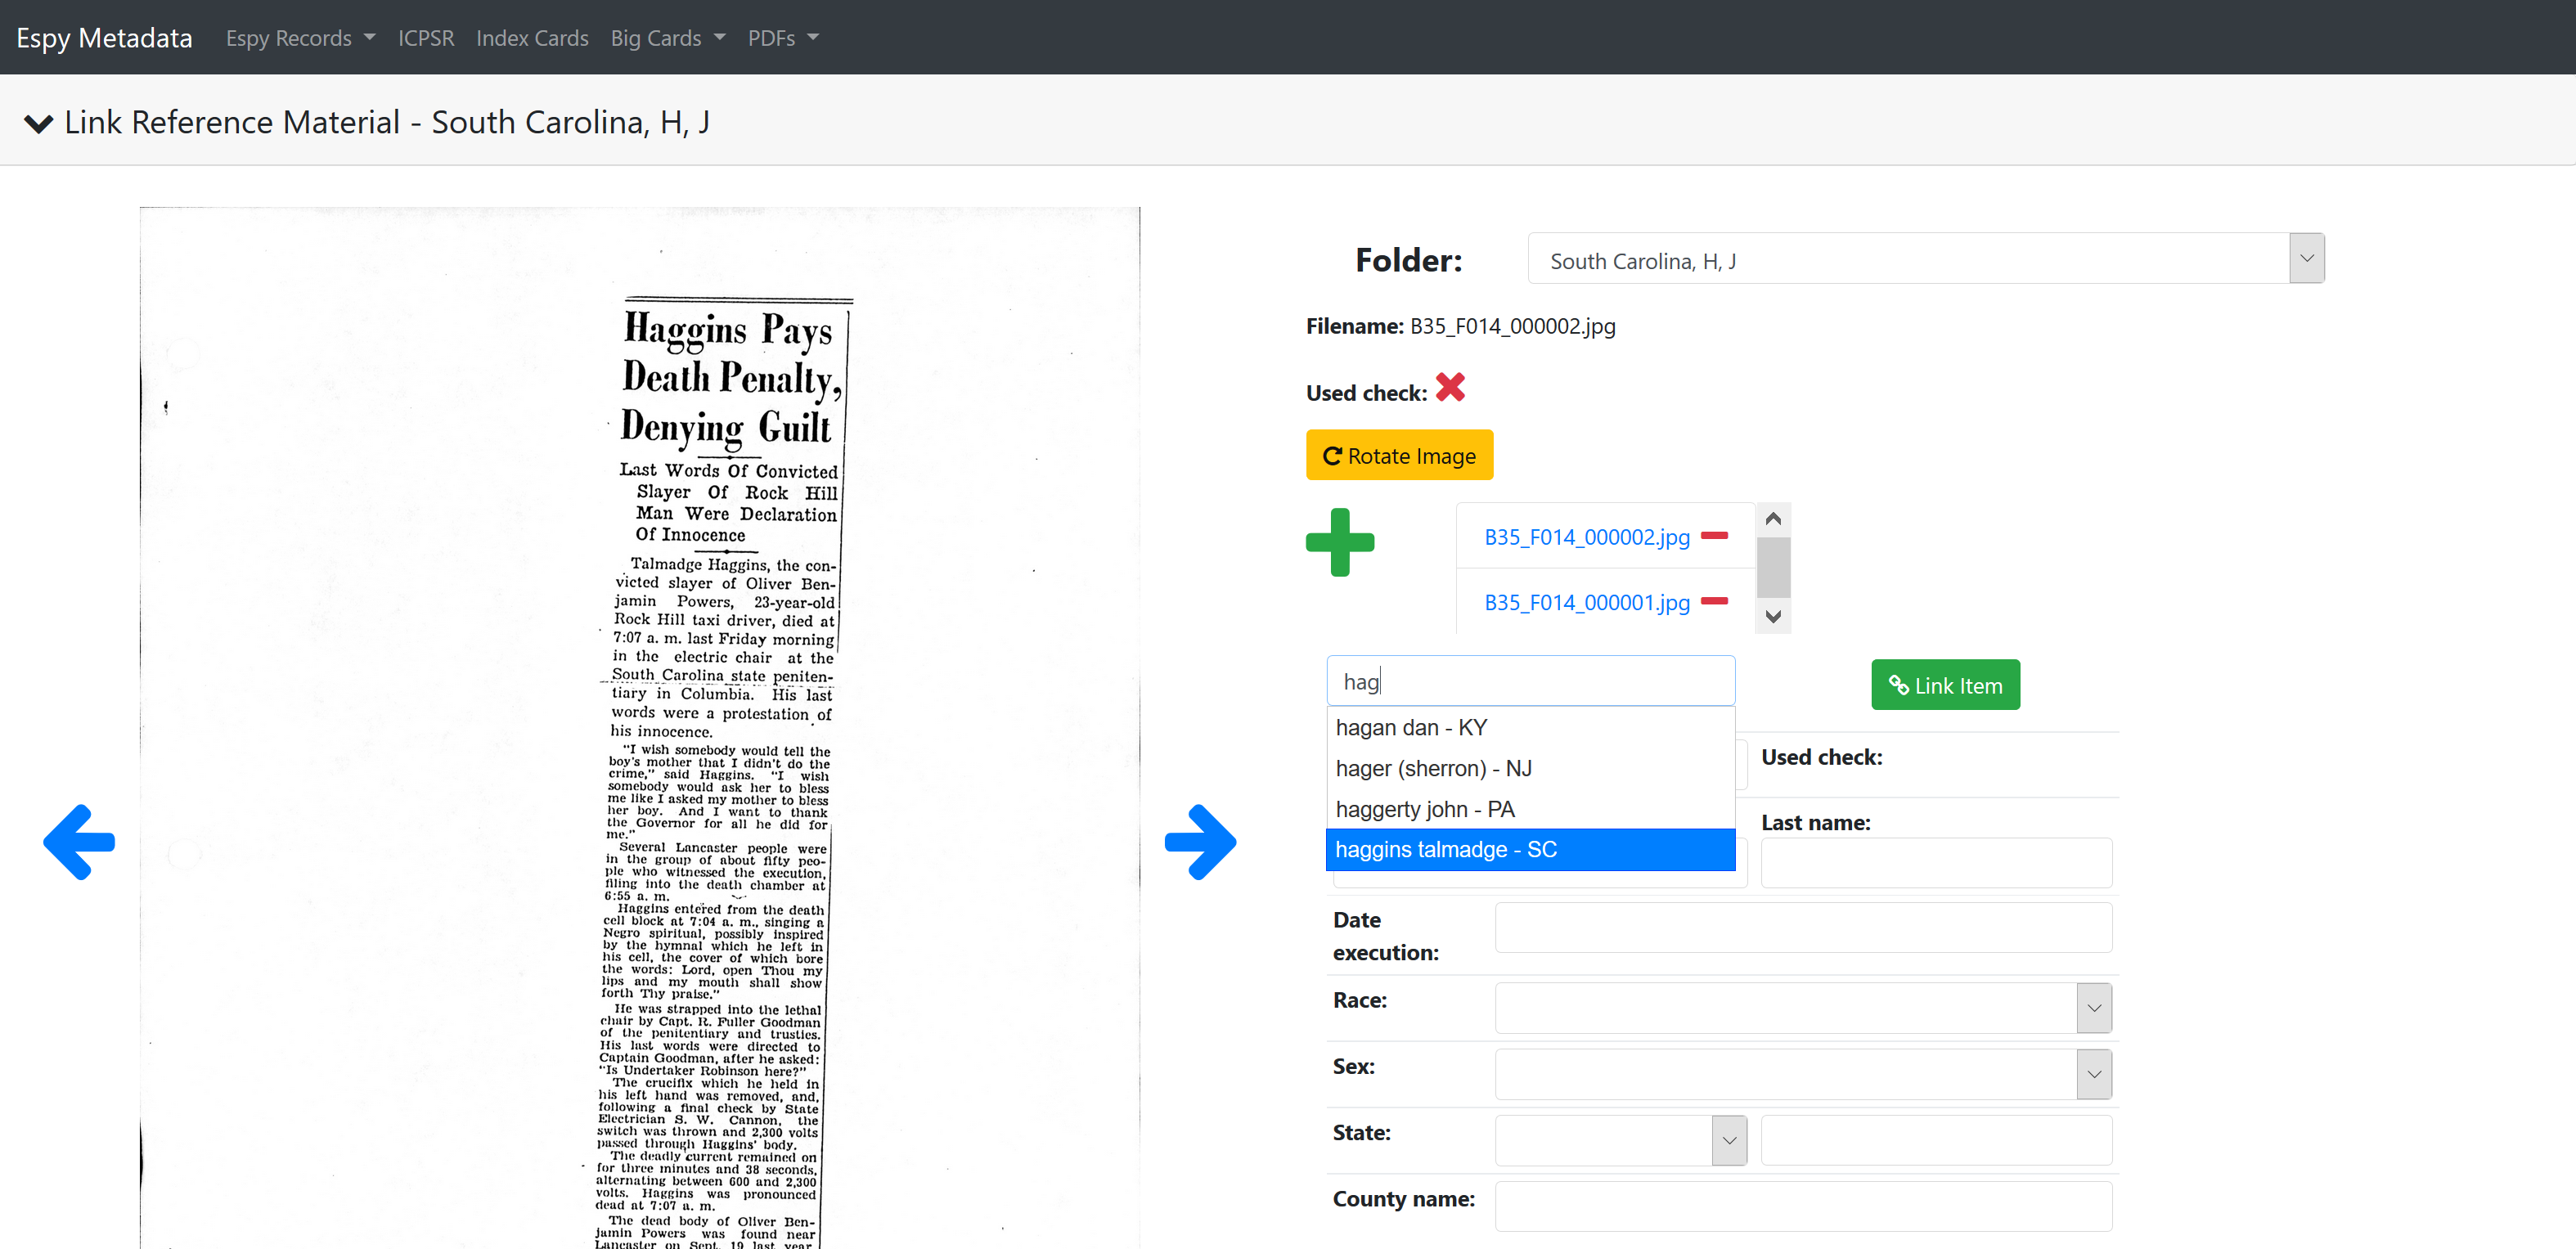 Espy Metadata Espy Records ICPSR Index Cards Big Cards PDFs
Link Reference Material - South Carolina, H, J
Haggins Pays
Death Penalty,
Denying Guilt
Last Words Of Convicted
Slayer Of Rock Hill
Man Were Declaration
Of Innocence
Talmadge Haggins, the con-
victed slayer of Oliver Ben-
jamin Powers, 23-year-old
Rock Hill taxi driver, died at
7:07 a. m. last Friday morning
in the electric chair at the
South Carolina state peniten-
tiary in Columbia. His last
words were a protestation of
his innocence.
"I wish somebody would tell the
boy's mother that I didn't do the
crime," said Haggins. "I wish
somebody would ask her to bless
me like I asked my mother to bless
her boy. And I want to thank
the Governor for all he did for
me."
Several Lancaster people were
in the group of about fifty peo-
ple who witnessed the execution,
filing into the death chamber at
6:55 a. m.
Haggins entered from the death
cell block at 7:04 a. m., singing a
Negro spiritual, possibly inspired
by the hymnal which he left in
his cell, the cover of which bore
the words: Lord, open Thou my
lips and my mouth shall show
forth Thy praise."
He was strapped into the lethal
chair by Capt. R. Fuller Goodman
of the penitentiary and trusties.
His last words were directed to
Captain Goodman, after he asked:
"Is Undertaker Robinson here?"
The crucifix which he held in
his left hand was removed, and,
following a final check by State
Electrician S. W. Cannon, the
switch was thrown and 2,300 volts
passed through Haggins' body.
The deadly current remained on
for three minutes and 38 seconds,
alternating between 600 and 2,300
volts. Haggins was pronounced
dead at 7:07 a. m.
The dead body of Oliver Ben-
jamin Powers was found near
Lancaster on Sept. 19 last year
Folder: South Carolina, H, J
Filename: B35_F014_000002.jpg
Used check:
Rotate Image
B35_F014_000002.jpg
B35_F014_000001.jpg
hag
Link Item
hagan dan - KY
hager (sherron) - NJ
haggerty john - PA
haggins talmadge - SC
Used check:
Last name:
Date
execution:
Race:
Sex:
State:
County name: